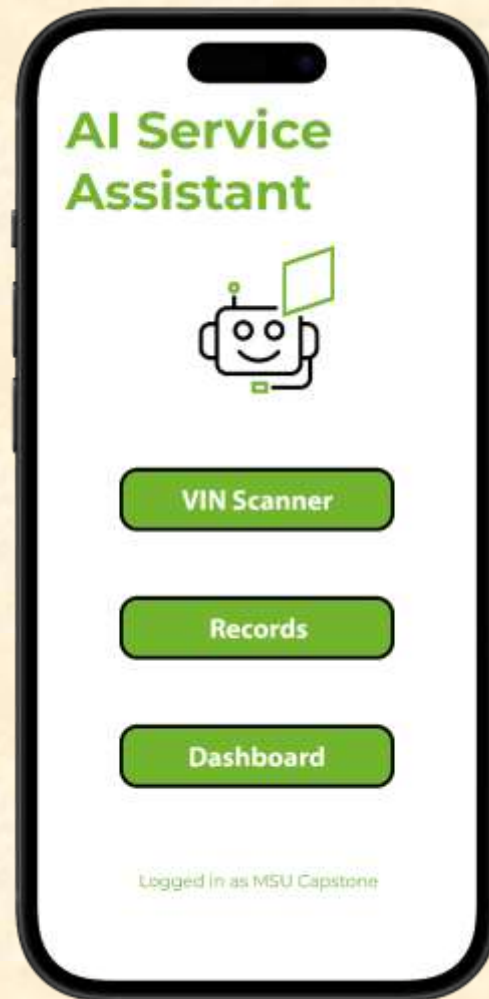 AI Service
Assistant
VIN Scanner
Records
Dashboard
Logged in as MSU Capstone